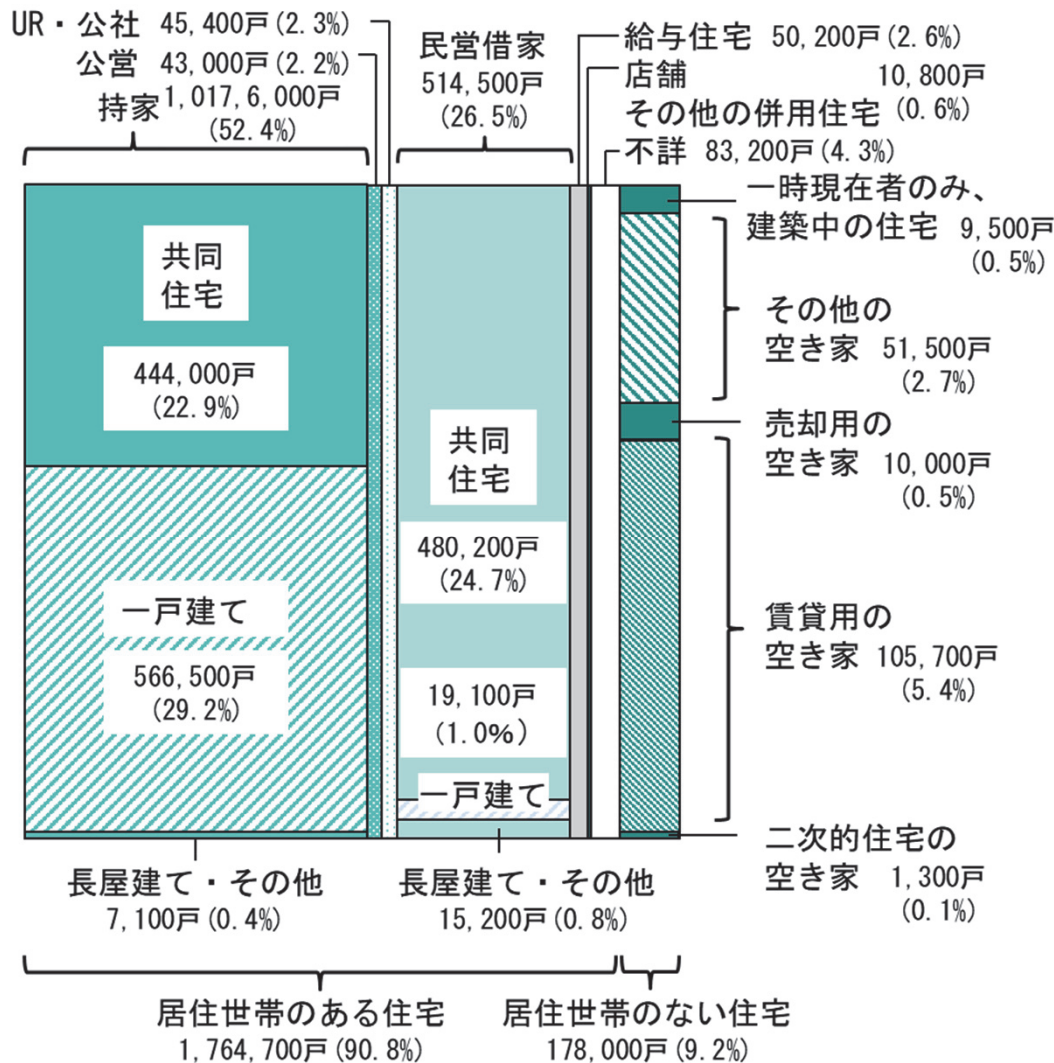 UR・公社 45,400戸(2.3%)
公営 43,000戸(2.2%)
持家 1,017,6,000戸
(52.4%)
民営借家
514,500戸
(26.5%)
給与住宅 50,200戸(2.6%)
店舗 10,800戸
その他の併用住宅 (0.6%)
不詳 83,200戸(4.3%)
一時現在者のみ、
建築中の住宅 9,500戸
(0.5%)
その他の
空き家 51,500戸
(2.7%)
売却用の
空き家 10,000戸
(0.5%)
賃貸用の
空き家 105,700戸
(5.4%)
二次的住宅の
空き家 1,300戸
(0.1%)
共同
住宅
444,000戸
(22.9%)
一戸建て
566,500戸
(29.2%)
共同
住宅
480,200戸
(24.7%)
19,100戸
(1.0%)
一戸建て
長屋建て・その他
7,100戸(0.4%)
長屋建て・その他
15,200戸(0.8%)
居住世帯のある住宅
1,764,700戸(90.8%)
居住世帯のない住宅
178,000戸(9.2%)